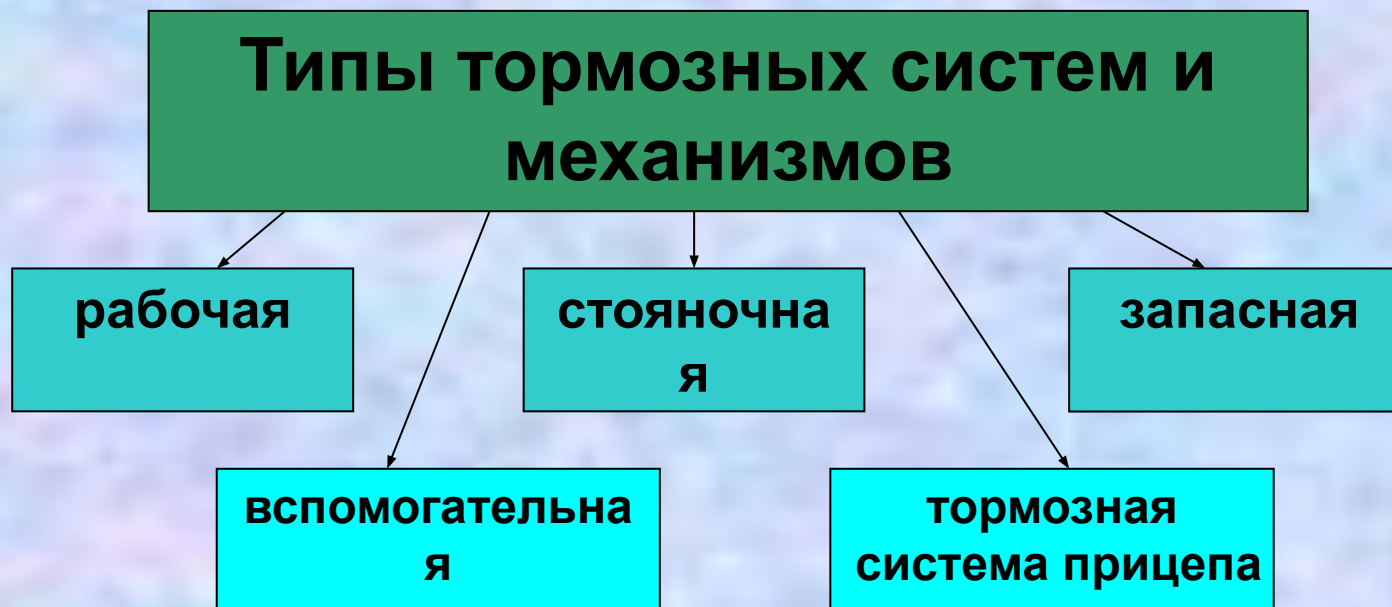 Типы тормозных систем и
механизмов
рабочая
стояночна
я
запасная
вспомогательна
я
тормозная
система прицепа